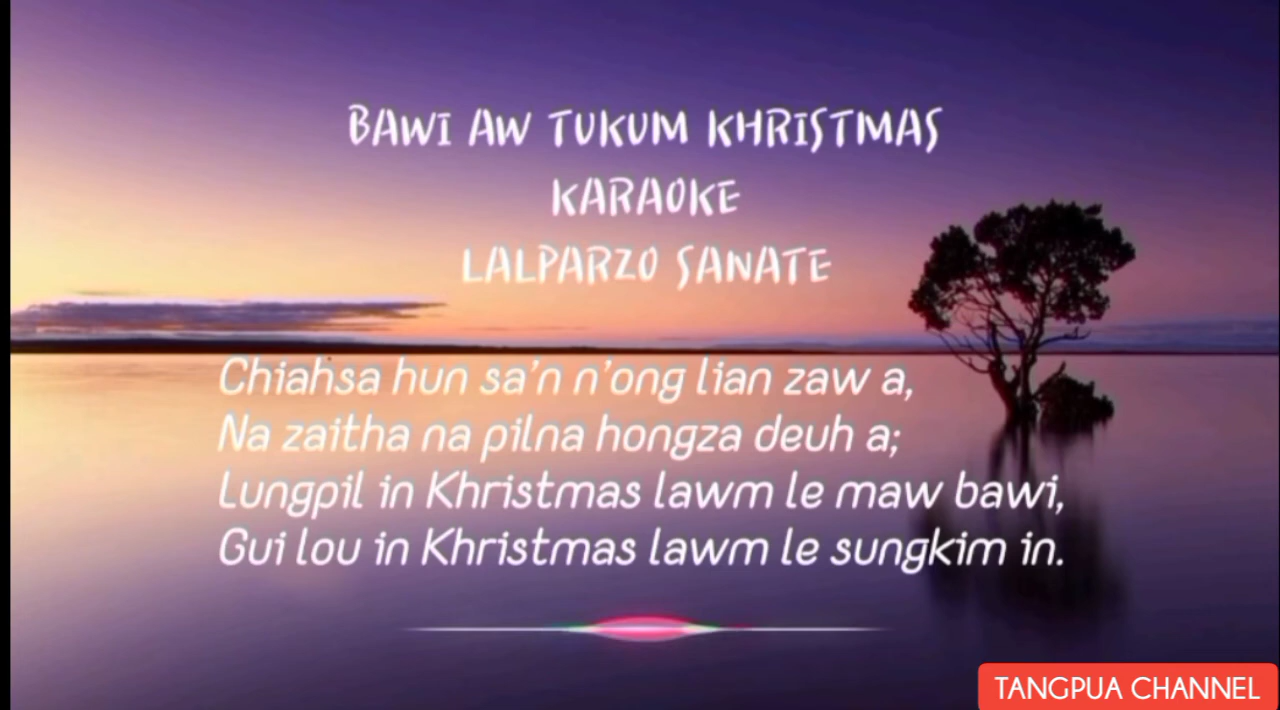 BAWI AW TUKUM KHRISTMAS
KARAOKE
LALPARZO SANATE
Chiahsa hun sa'n n'ong lian zaw a,
Na zaitha na pilna hongza deuh a;
Lungpil in Khristmas lawm le maw bawi,
Gui lou in Khristmas lawm le sungkim in.
TANGPUA CHANNEL